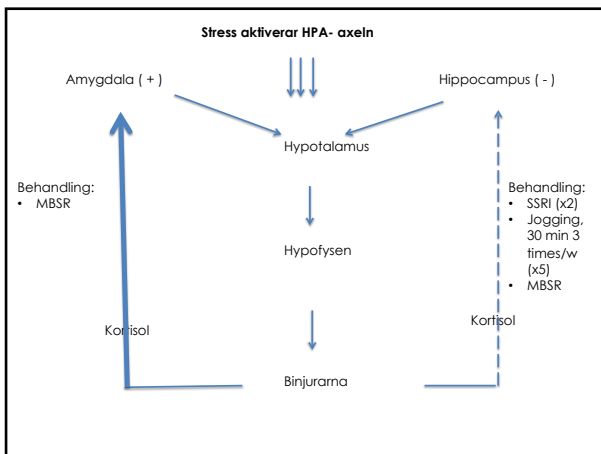 Stress aktiverar HPA- axeln
Amygdala ( + )
Hippocampus ( - )
Hypotalamus
Behandling:
• MBSR
Behandling:
• SSRI (x2)
• Jogging,
30 min 3
times/w
(x5)
• MBSR
Hypofysen
Kortisol
Kortisol
Binjurarna